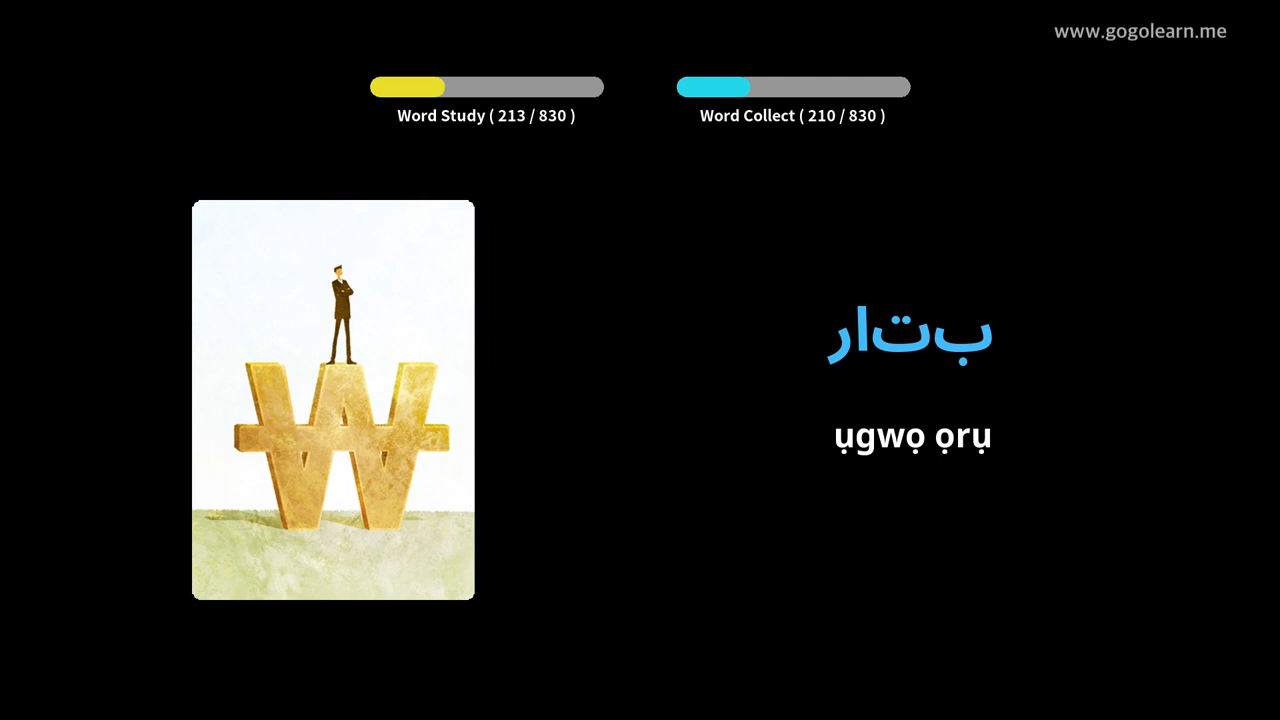 www.gogolearn.me
Word Study ( 213 / 830 )
Word Collect ( 210 / 830 )
بتار
ụgwọ ọrụ